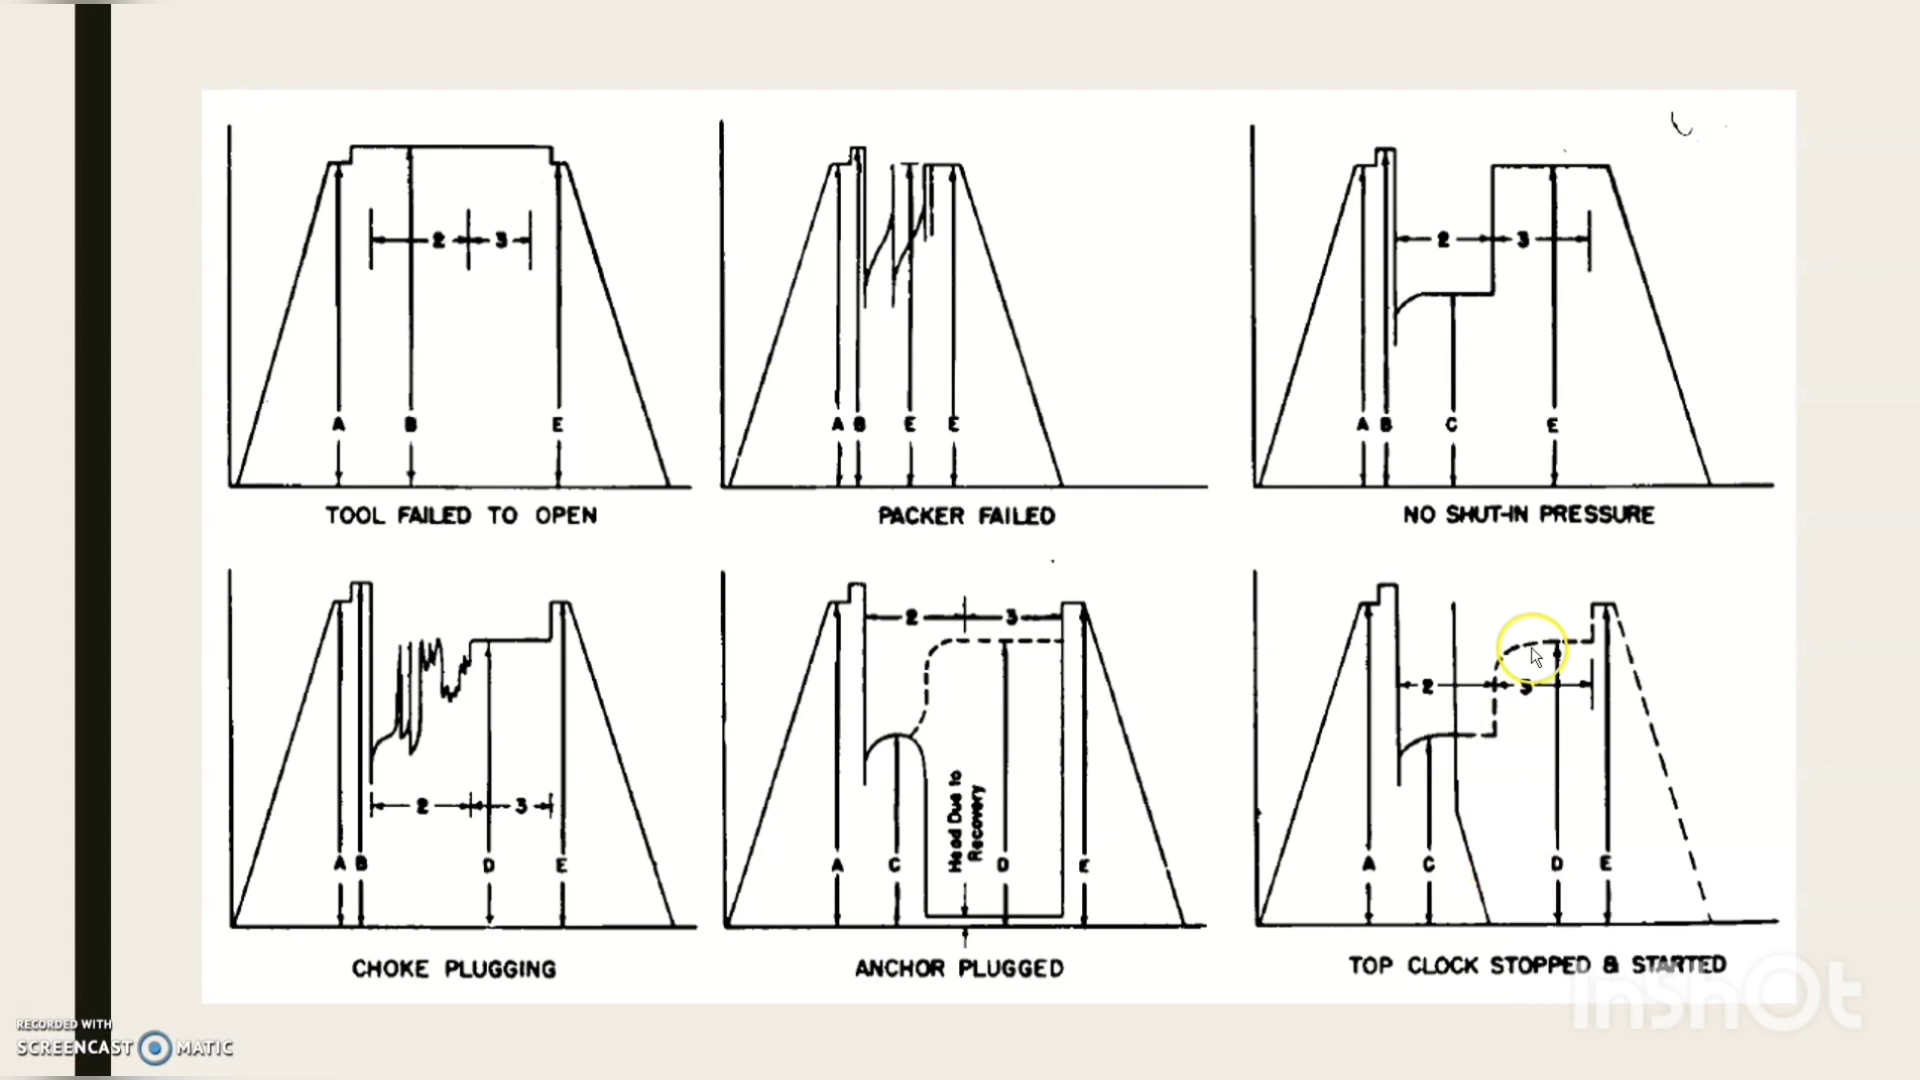 2 3
A B E
TOOL FAILED TO OPEN
A B E E
PACKER FAILED
2 3
A B C E
NO SHUT-IN PRESSURE
2 3
A B D E
CHOKE PLUGGING
2 3
Head Due to
Recovery
A C D E
ANCHOR PLUGGED
2 3
A C D E
TOP CLOCK STOPPED & STARTED
RECORDED WITH
SCREENCAST MATIC
InShOt